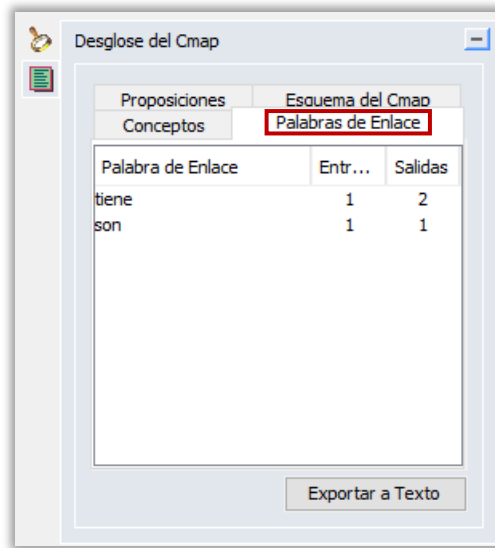 Desglose del Cmap
Proposiciones Esquema del Cmap
Conceptos Palabras de Enlace
Palabra de Enlace Entr... Salidas
tiene 1 2
son 1 1
Exportar a Texto